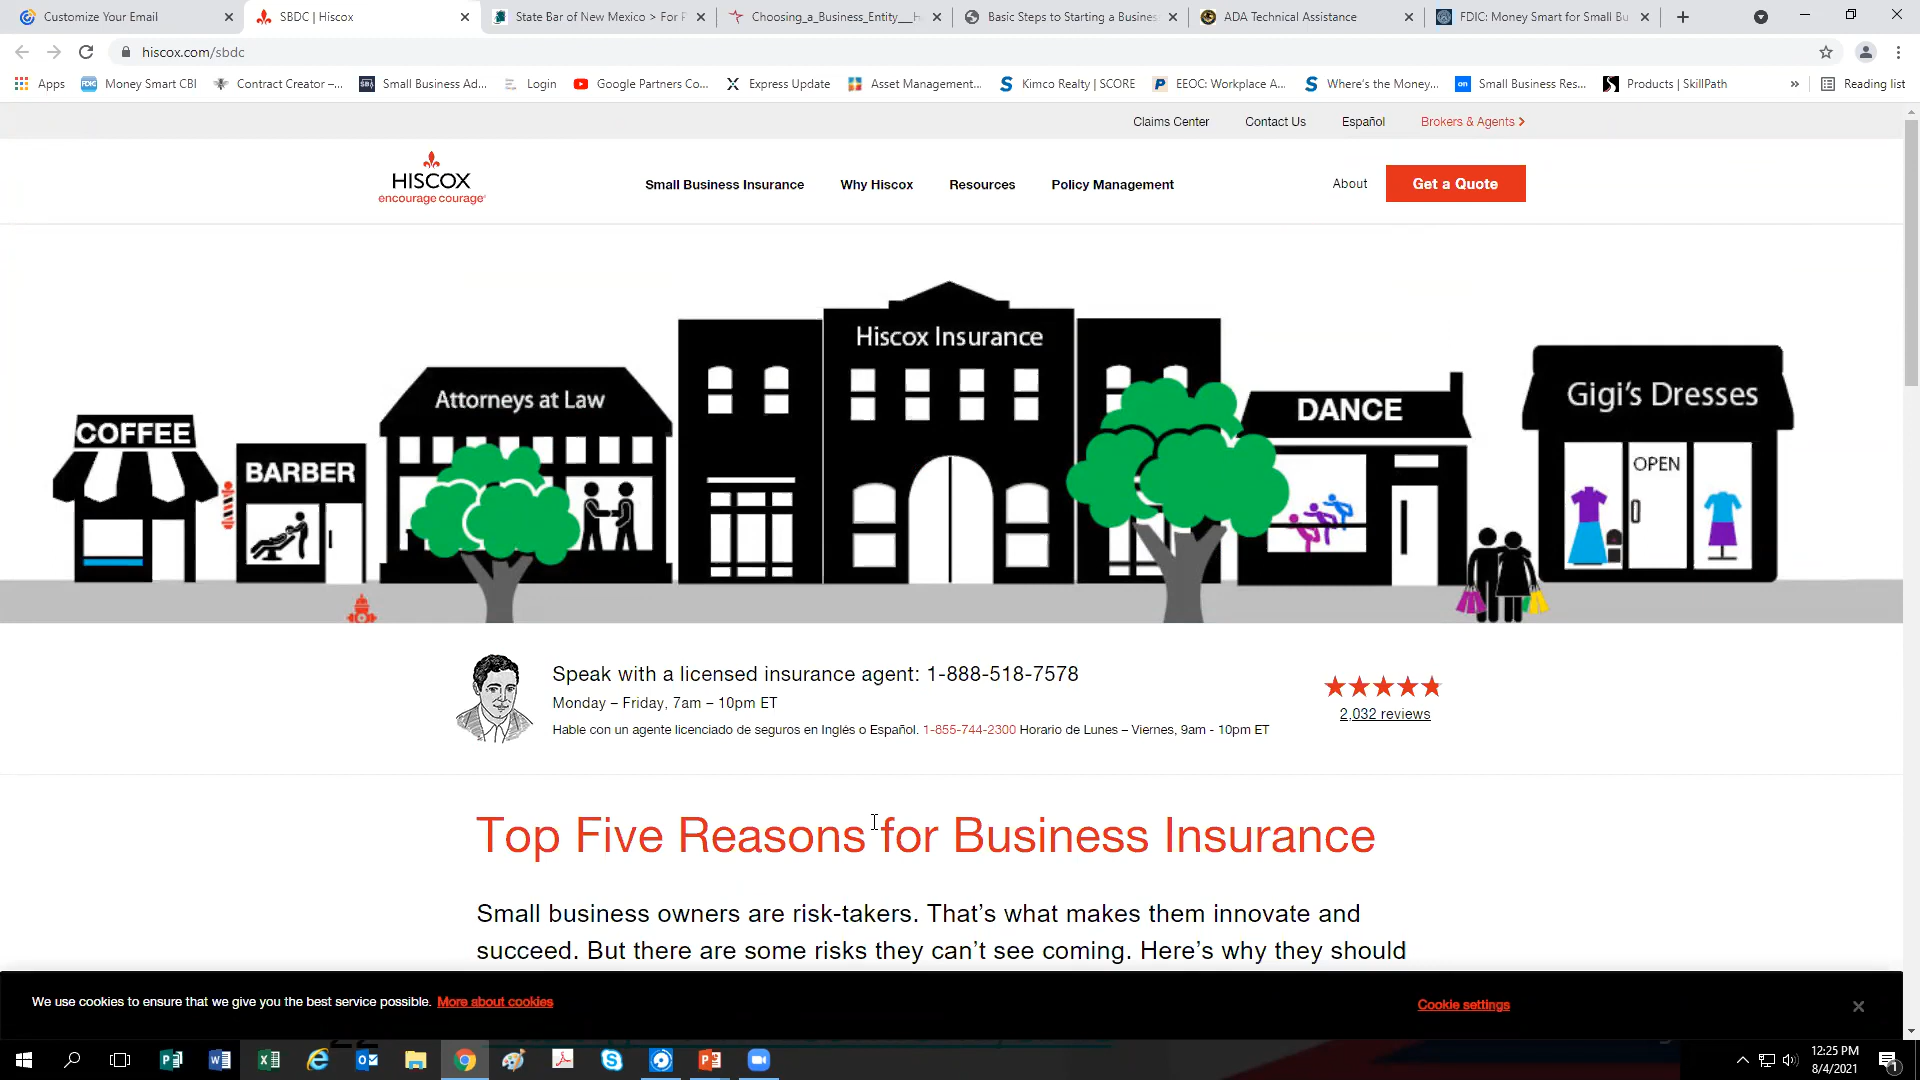 Customize Your Email
SBDC | Hiscox
State Bar of New Mexico > For P
Choosing_a_Business_Entity__H
Basic Steps to Starting a Busines
ADA Technical Assistance
FDIC: Money Smart for Small Bu
hiscox.com/sbdc
Apps
Money Smart CBI
Contract Creator –...
Small Business Ad...
Login
Google Partners Co...
Express Update
Asset Management...
Kimco Realty | SCORE
EEOC: Workplace A...
Where's the Money...
Small Business Res...
Products | SkillPath
»
Reading list
Claims Center
Contact Us
Español
Brokers & Agents >
HISCOX
encourage courage
Small Business Insurance
Why Hiscox
Resources
Policy Management
About
Get a Quote
COFFEE
BARBER
Attorneys at Law
Hiscox Insurance
DANCE
Gigi's Dresses
OPEN
Speak with a licensed insurance agent: 1-888-518-7578
Monday – Friday, 7am – 10pm ET
Hable con un agente licenciado de seguros en Inglés o Español. 1-855-744-2300 Horario de Lunes – Viernes, 9am - 10pm ET
2,032 reviews
Top Five Reasons for Business Insurance
Small business owners are risk-takers. That's what makes them innovate and
succeed. But there are some risks they can't see coming. Here's why they should
We use cookies to ensure that we give you the best service possible. More about cookies
Cookie settings
12:25 PM
8/4/2021